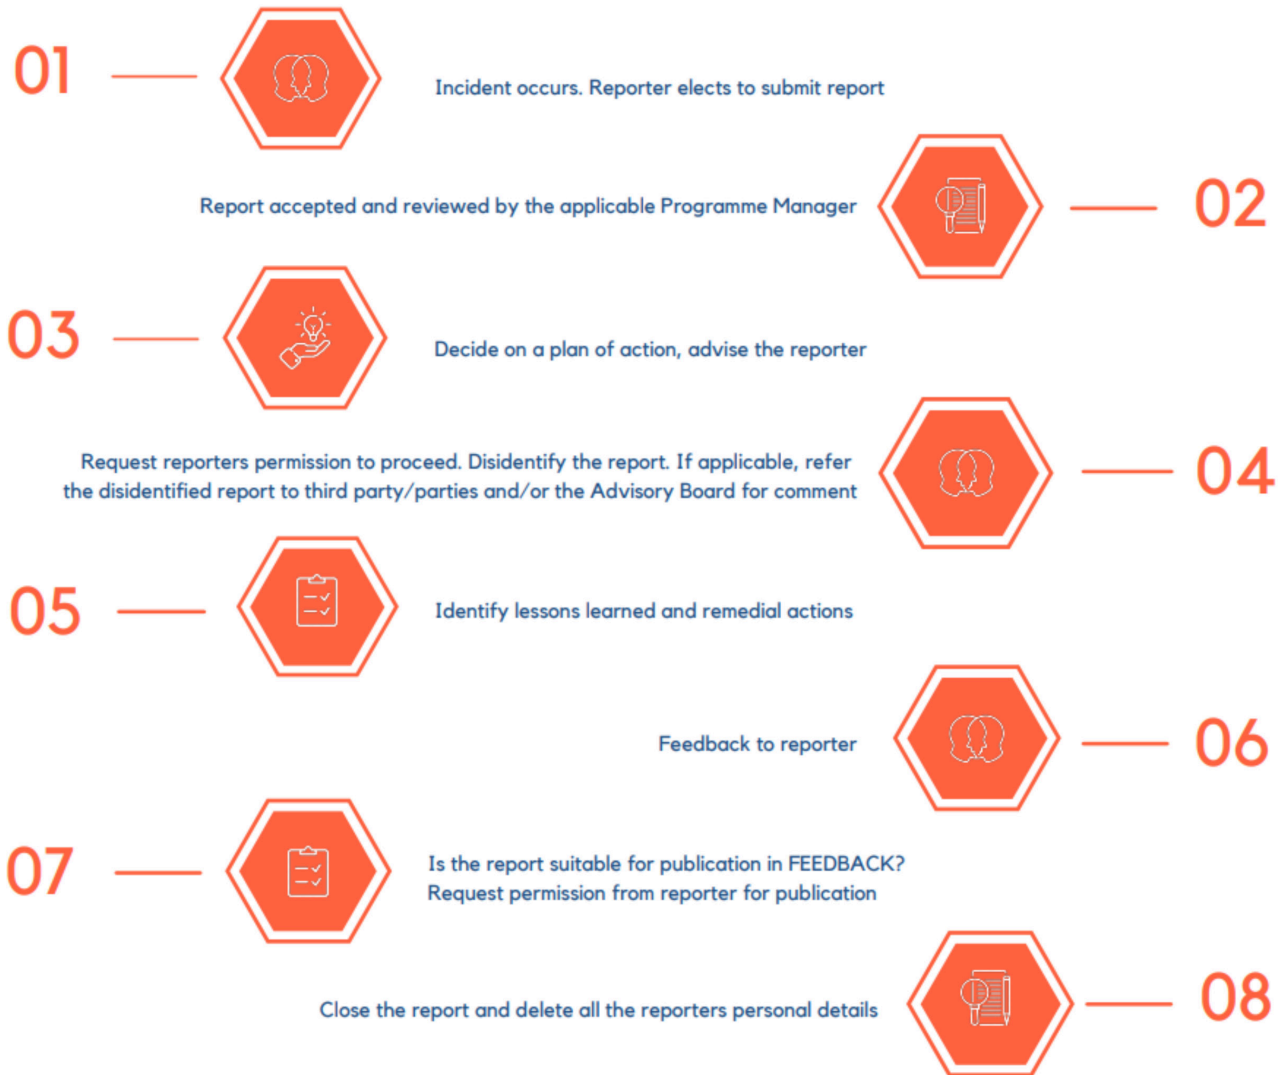 01
Incident occurs. Reporter elects to submit report
Report accepted and reviewed by the applicable Programme Manager
02
03
Decide on a plan of action, advise the reporter
Request reporters permission to proceed. Disidentify the report. If applicable, refer
the disidentified report to third party/parties and/or the Advisory Board for comment
04
05
Identify lessons learned and remedial actions
Feedback to reporter
06
07
Is the report suitable for publication in FEEDBACK?
Request permission from reporter for publication
Close the report and delete all the reporters personal details
08